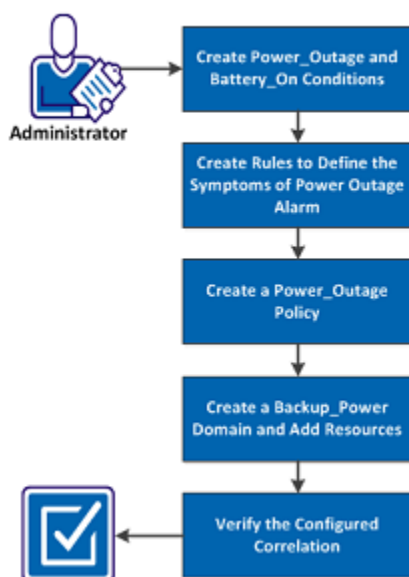 Create Power_Outage and
Battery_On Conditions
Administrator
Create Rules to Define the
Symptoms of Power Outage
Alarm
Create a Power_Outage
Policy
Create a Backup_Power
Domain and Add Resources
Verify the Configured
Correlation